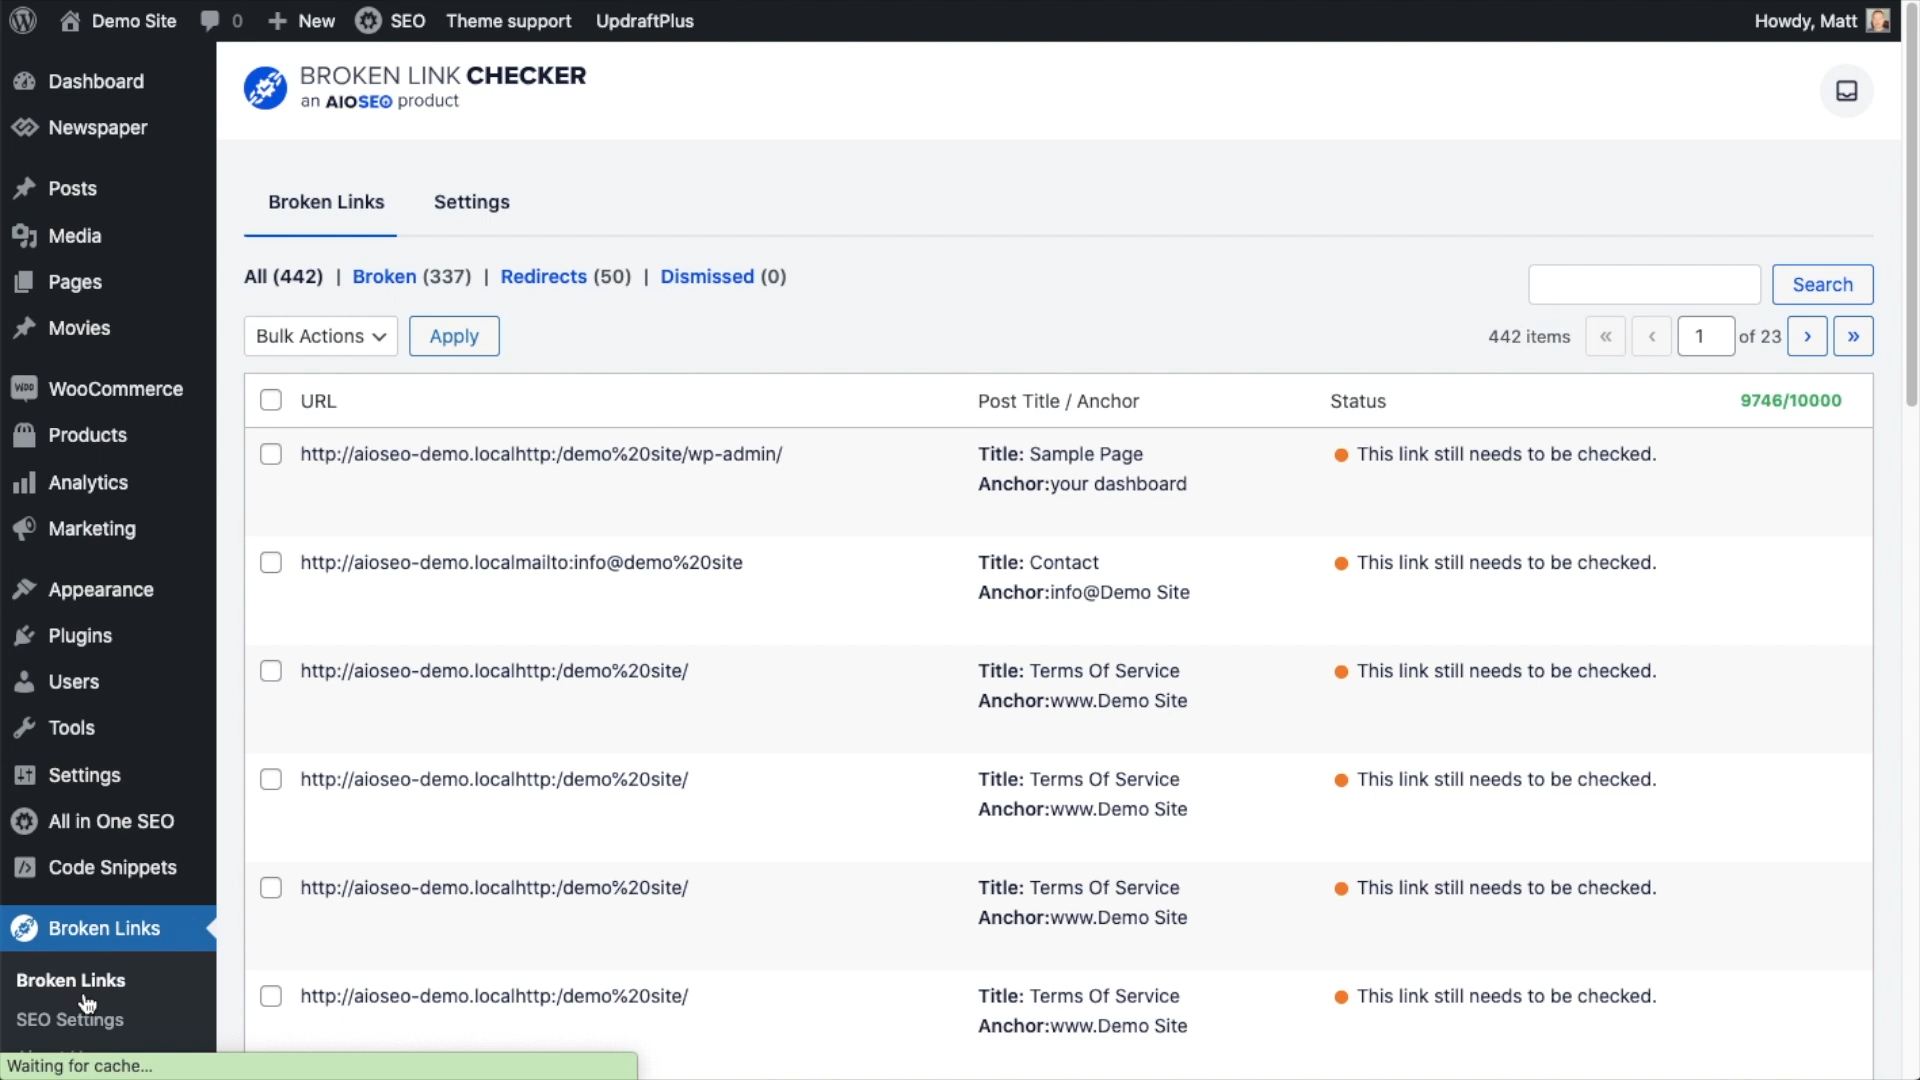 Demo Site
0
New
SEO
Theme support
UpdraftPlus
Howdy, Matt
Dashboard
Newspaper
Posts
Media
Pages
Movies
WooCommerce
Products
Analytics
Marketing
Appearance
Plugins
Users
Tools
Settings
All in One SEO
Code Snippets
Broken Links
Broken Links
SEO Settings
Waiting for cache...
BROKEN LINK CHECKER
an AIOSEO product
Broken Links
Settings
All (442) | Broken (337) | Redirects (50) | Dismissed (0)
Search
Bulk Actions
Apply
442 items « ‹ 1 of 23 › »
URL
Post Title / Anchor
Status
9746/10000
http://aioseo-demo.localhttp:/demo%20site/wp-admin/
Title: Sample Page
Anchor:your dashboard
This link still needs to be checked.
http://aioseo-demo.localmailto:info@demo%20site
Title: Contact
Anchor:info@Demo Site
This link still needs to be checked.
http://aioseo-demo.localhttp:/demo%20site/
Title: Terms Of Service
Anchor:www.Demo Site
This link still needs to be checked.
http://aioseo-demo.localhttp:/demo%20site/
Title: Terms Of Service
Anchor:www.Demo Site
This link still needs to be checked.
http://aioseo-demo.localhttp:/demo%20site/
Title: Terms Of Service
Anchor:www.Demo Site
This link still needs to be checked.
http://aioseo-demo.localhttp:/demo%20site/
Title: Terms Of Service
Anchor:www.Demo Site
This link still needs to be checked.